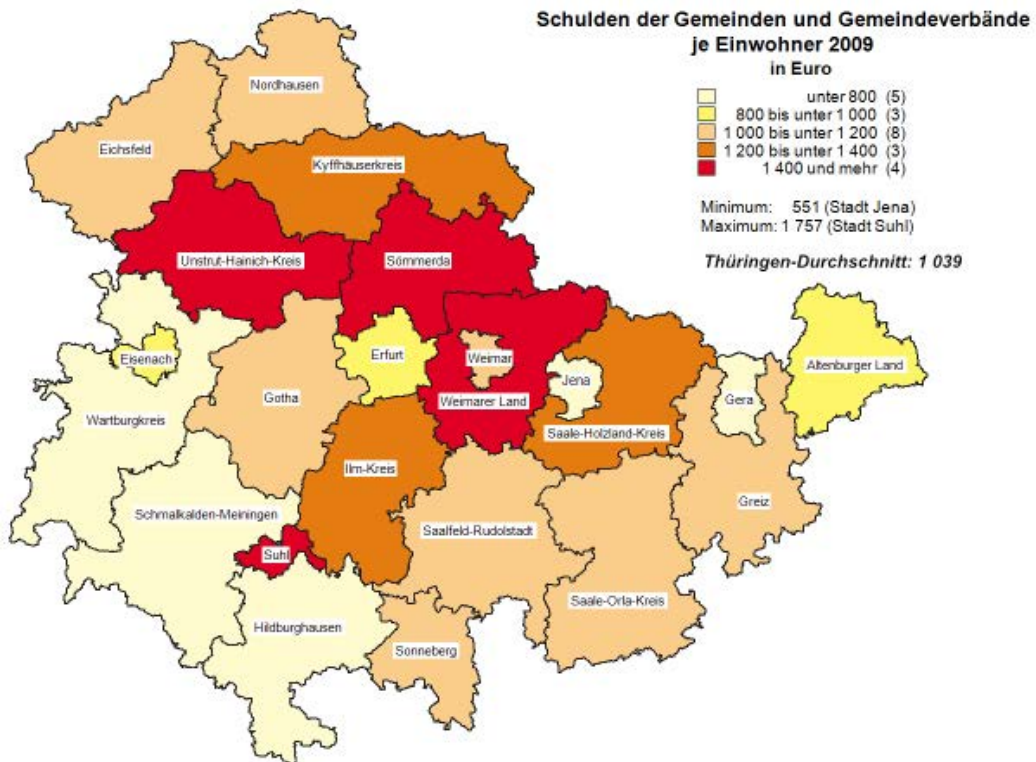 Schulden der Gemeinden und Gemeindeverbände
je Einwohner 2009
in Euro
unter 800 (5)
800 bis unter 1 000 (3)
1 000 bis unter 1 200 (8)
1 200 bis unter 1 400 (3)
1 400 und mehr (4)
Minimum: 551 (Stadt Jena)
Maximum: 1 757 (Stadt Suhl)
Thüringen-Durchschnitt: 1 039
Nordhausen
Eichsfeld
Kyffhäuserkreis
Unstrut-Hainich-Kreis
Sömmerda
Eisenach
Erfurt
Weimar
Jena
Altenburger Land
Gotha
Weimarer Land
Gera
Wartburgkreis
Saale-Holzland-Kreis
Ilm-Kreis
Greiz
Schmalkalden-Meiningen
Saalfeld-Rudolstadt
Suhl
Saale-Orla-Kreis
Hildburghausen
Sonneberg